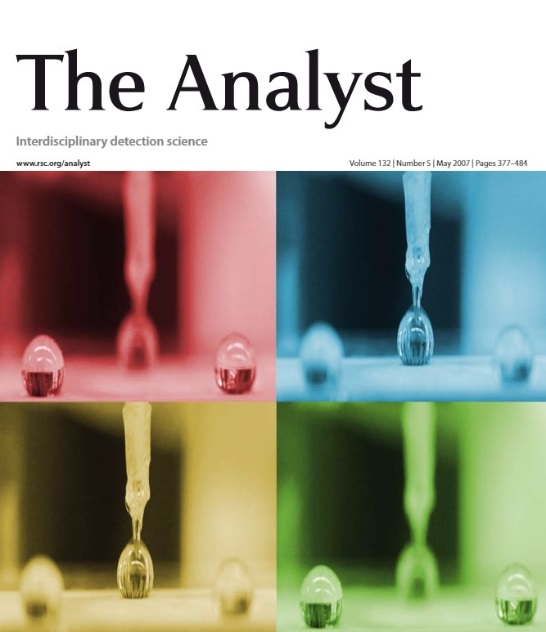 The Analyst
Interdisciplinary detection science
www.rsc.org/analyst
Volume 132 | Number 5 | May 2007 | Pages 377–484